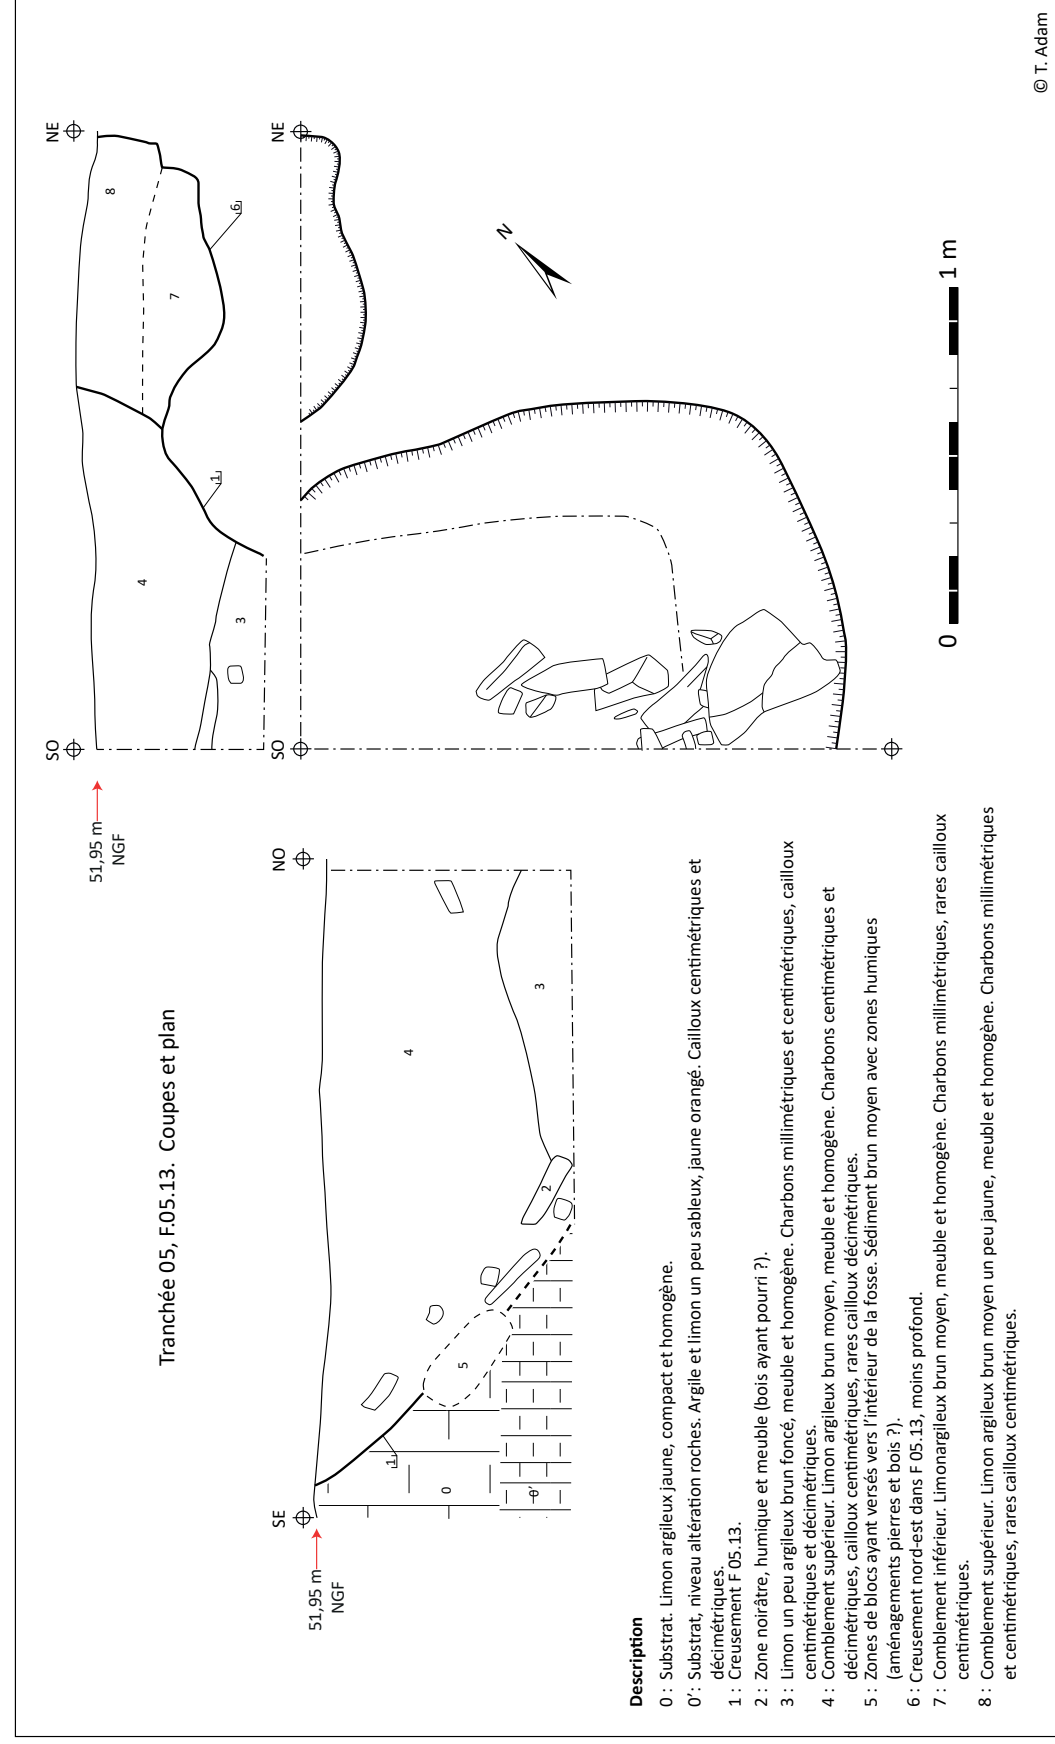 Tranchée 05, F.05.13. Coupes et plan
SO
NE
51,95 m
NGF
4
3
1
7
8
6
SE
NO
51,95 m
NGF
0
0'
1
5
2
4
3
SO
NE
N
0
1 m
Description
0 : Substrat. Limon argileux jaune, compact et homogène.
0': Substrat, niveau altération roches. Argile et limon un peu sableux, jaune orangé. Cailloux centimétriques et
décimétriques.
1 : Creusement F 05.13.
2 : Zone noirâtre, humique et meuble (bois ayant pourri ?).
3 : Limon un peu argileux brun foncé, meuble et homogène. Charbons millimétriques et centimétriques, cailloux
centimétriques et décimétriques.
4 : Comblement supérieur. Limon argileux brun moyen, meuble et homogène. Charbons centimétriques et
décimétriques, cailloux centimétriques, rares cailloux décimétriques.
5 : Zones de blocs ayant versés vers l'intérieur de la fosse. Sédiment brun moyen avec zones humiques
(aménagements pierres et bois ?).
6 : Creusement nord-est dans F 05.13, moins profond.
7 : Comblement inférieur. Limonargileux brun moyen, meuble et homogène. Charbons millimétriques, rares cailloux
centimétriques.
8 : Comblement supérieur. Limon argileux brun moyen un peu jaune, meuble et homogène. Charbons millimétriques
et centimétriques, rares cailloux centimétriques.
© T. Adam